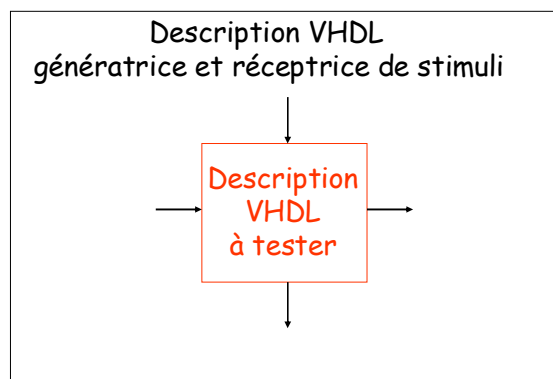 Description VHDL
génératrice et réceptrice de stimuli
Description
VHDL
à tester